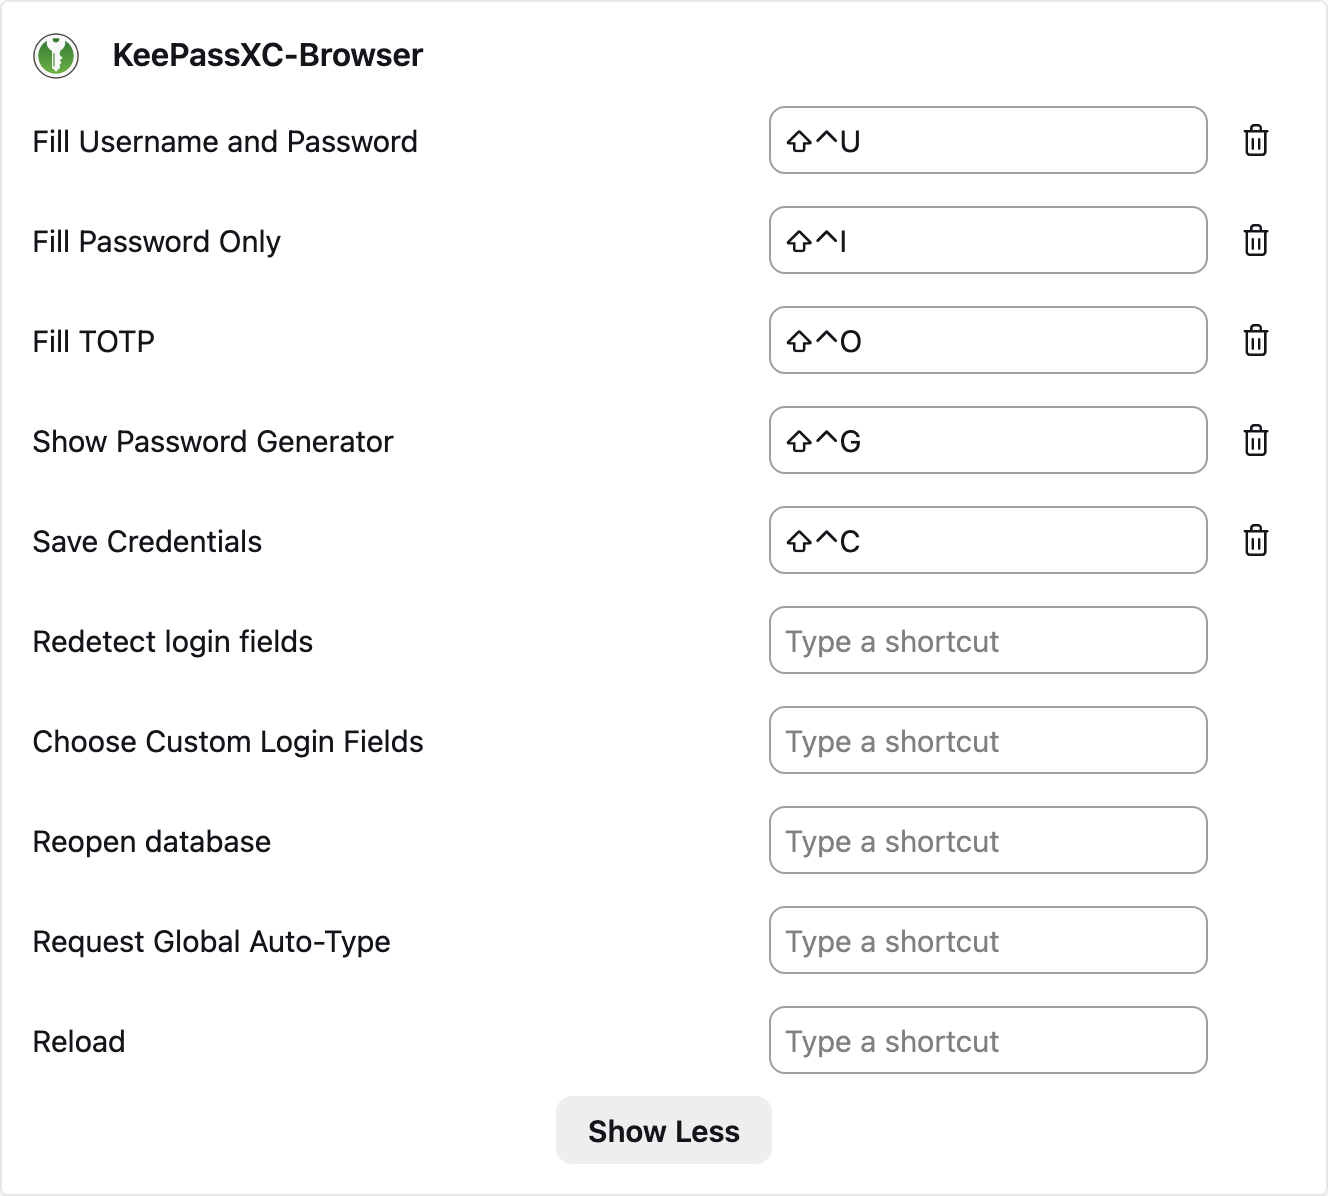 KeePassXC-Browser
Fill Username and Password ⇧^U
Fill Password Only ⇧^I
Fill TOTP ⇧^O
Show Password Generator ⇧^G
Save Credentials ⇧^C
Redetect login fields Type a shortcut
Choose Custom Login Fields Type a shortcut
Reopen database Type a shortcut
Request Global Auto-Type Type a shortcut
Reload Type a shortcut
Show Less